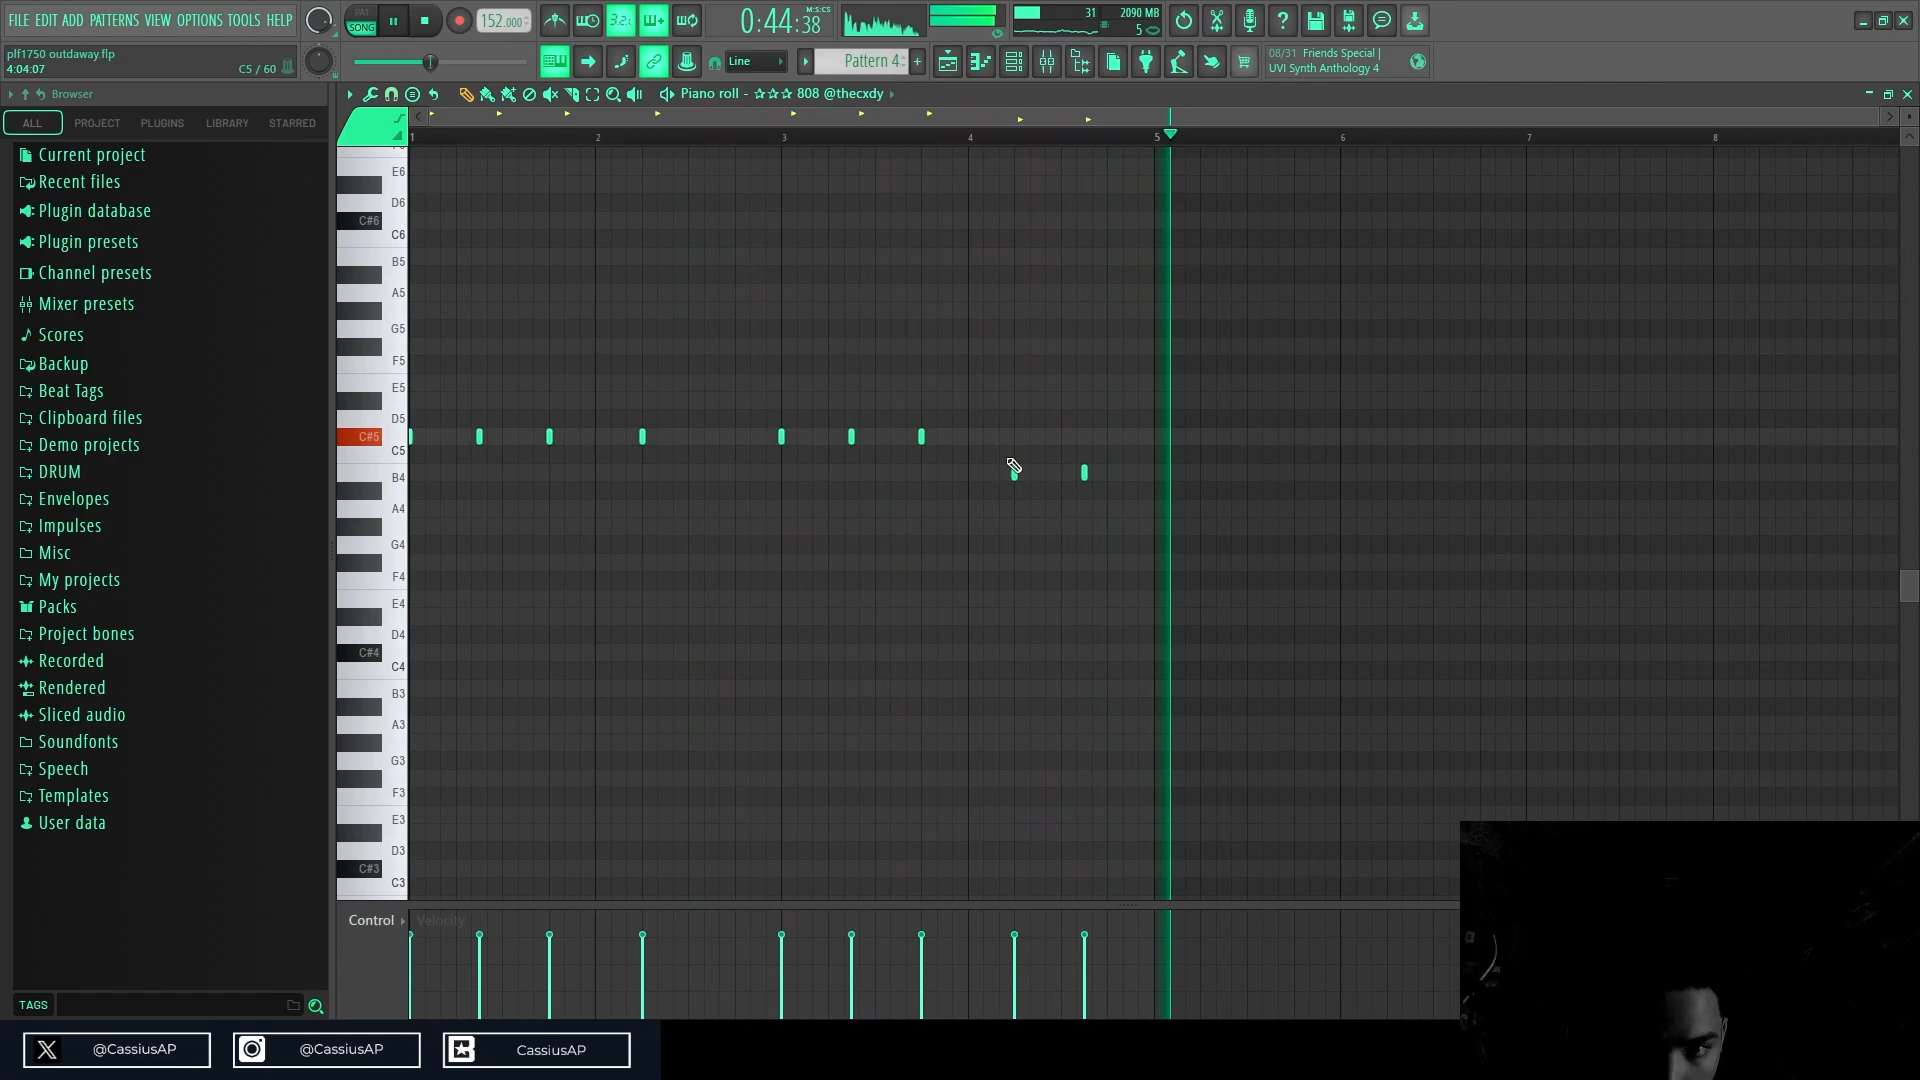 FILE EDIT ADD PATTERNS VIEW OPTIONS TOOLS HELP
PAT
SONG
152.000
3.2.
0:44:38
M:S:CS
31
2090 MB
5
plf1750 outdaway.flp
4:04:07
C5 / 60
Line
Pattern 4
08/31 Friends Special |
UVI Synth Anthology 4
Browser
Piano roll - ☆☆☆ 808 @thecxdy
ALL
PROJECT
PLUGINS
LIBRARY
STARRED
Current project
Recent files
Plugin database
Plugin presets
Channel presets
Mixer presets
Scores
Backup
Beat Tags
Clipboard files
Demo projects
DRUM
Envelopes
Impulses
Misc
My projects
Packs
Project bones
Recorded
Rendered
Sliced audio
Soundfonts
Speech
Templates
User data
TAGS
1
2
3
4
5
6
7
8
E6
D6
C#6
C6
B5
A5
G5
F5
E5
D5
C#5
C5
B4
A4
G4
F4
E4
D4
C#4
C4
B3
A3
G3
F3
E3
D3
C#3
C3
Control
Velocity
@CassiusAP
@CassiusAP
CassiusAP